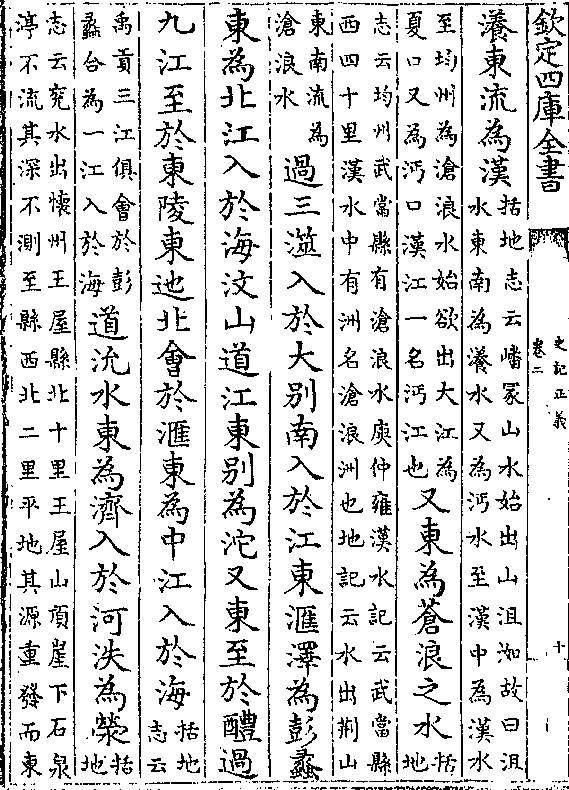 欽定四庫全書
史記正義
卷二
十
瀁東流為漢括地志云嶓冢山水始出山沮洳故曰沮
水東南為瀁水又為沔水至漢中為漢水
至均州為滄浪水始欲出大江為
夏口又為沔口漢江一名沔江也又東為蒼浪之水括
地
志云均州武當縣有滄浪水庾仲雍漢水記云武當縣
西四十里漢水中有洲名滄浪洲也地記云水出荆山
東南流為
滄浪水過三澨入於大别南入於江東滙澤為彭蠡
東為北江入於海汶山道江東别為沱又東至於醴過
九江至於東陵東迆北會於滙東為中江入於海括地
志云
禹貢三江俱會於彭
蠡合為一江入於海道流水東為濟入於河泆為滎括
地
志云兖水出懷州王屋縣北十里王屋山頂崖下石泉
渟不流其深不測至縣西北二里平地其源重發而東